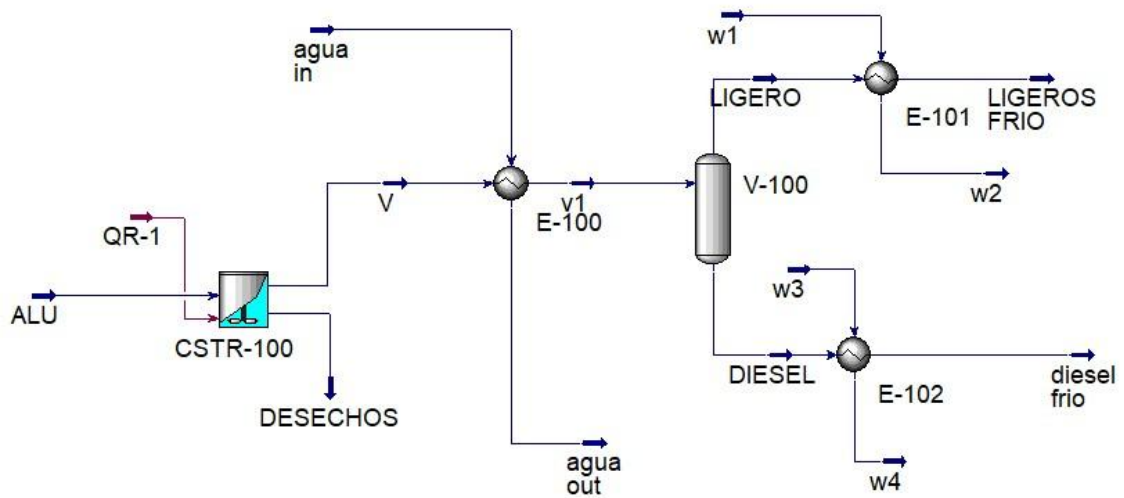 w1
agua
in
LIGERO
E-101
LIGEROS
FRIO
w2
V
E-100
v1
V-100
QR-1
ALU
CSTR-100
DESECHOS
w3
DIESEL
E-102
diesel
frio
agua
out
w4